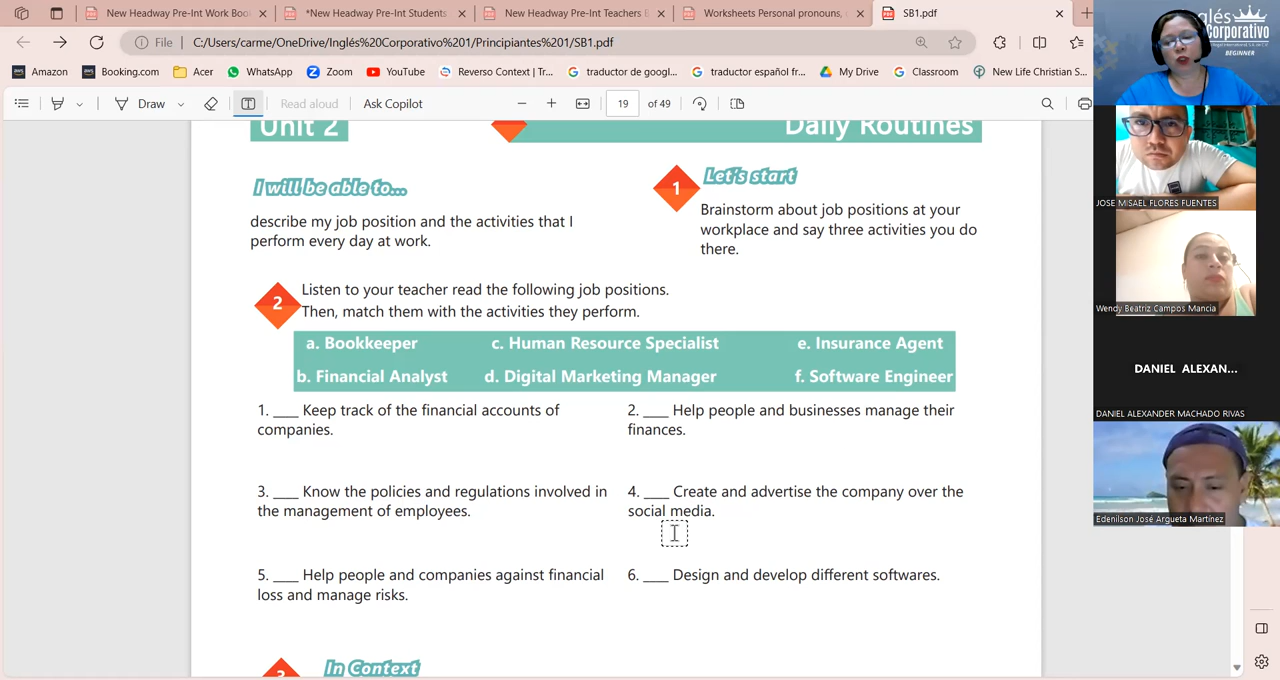 New Headway Pre-Int Work Boo
*New Headway Pre-Int Students
New Headway Pre-Int Teachers B
Worksheets Personal pronouns,
SB1.pdf
File
C:/Users/carme/OneDrive/Inglés%20Corporativo%201/Principiantes%201/SB1.pdf
Amazon
Booking.com
Acer
WhatsApp
Zoom
YouTube
Reverso Context | Tr...
traductor de googl...
traductor español fr...
My Drive
Classroom
New Life Christian S...
Draw
Read aloud
Ask Copilot
19 of 49
Unit 2
Daily Routines
I will be able to...
describe my job position and the activities that I
perform every day at work.
1
Let's start
Brainstorm about job positions at your
workplace and say three activities you do
there.
2
Listen to your teacher read the following job positions.
Then, match them with the activities they perform.
a. Bookkeeper
c. Human Resource Specialist
e. Insurance Agent
b. Financial Analyst
d. Digital Marketing Manager
f. Software Engineer
1. ___ Keep track of the financial accounts of
companies.
2. ___ Help people and businesses manage their
finances.
3. ___ Know the policies and regulations involved in
the management of employees.
4. ___ Create and advertise the company over the
social media.
5. ___ Help people and companies against financial
loss and manage risks.
6. ___ Design and develop different softwares.
3
In Context
glés
Corporativo
BEGINNER
JOSE MISAEL FLORES FUENTES
Wendy Beatriz Campos Mancia
DANIEL ALEXAN...
DANIEL ALEXANDER MACHADO RIVAS
Edenilson José Argueta Martínez